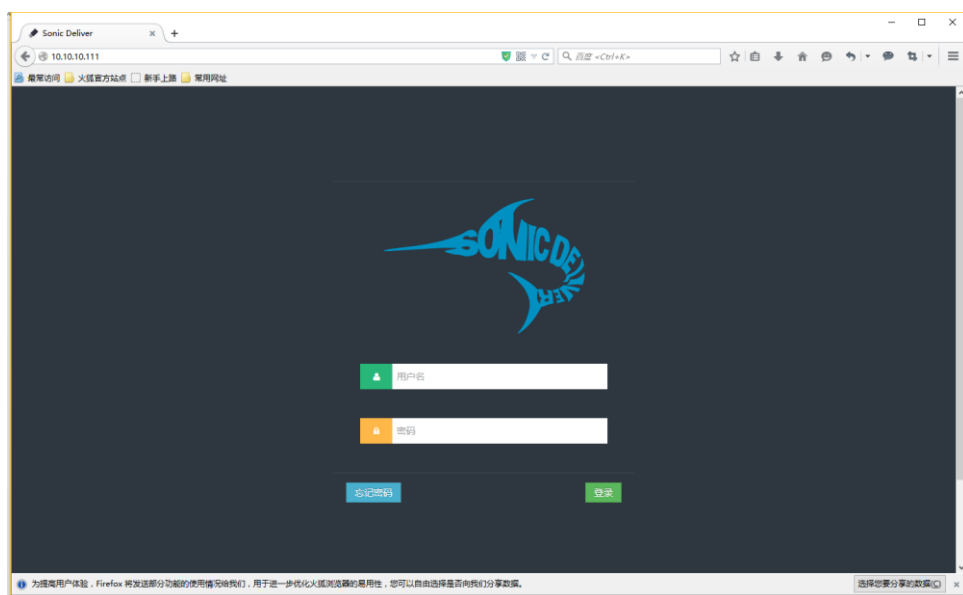 Sonic Deliver
10.10.10.111
百度 <Ctrl+K>
最常访问 火狐官方站点 新手上路 常用网址
SONIC DELIVER
用户名
密码
忘记密码 登录
为提高用户体验，Firefox 将发送部分功能的使用情况给我们，用于进一步优化火狐浏览器的易用性，您可以自由选择是否向我们分享数据。 选择您要分享的数据(C)